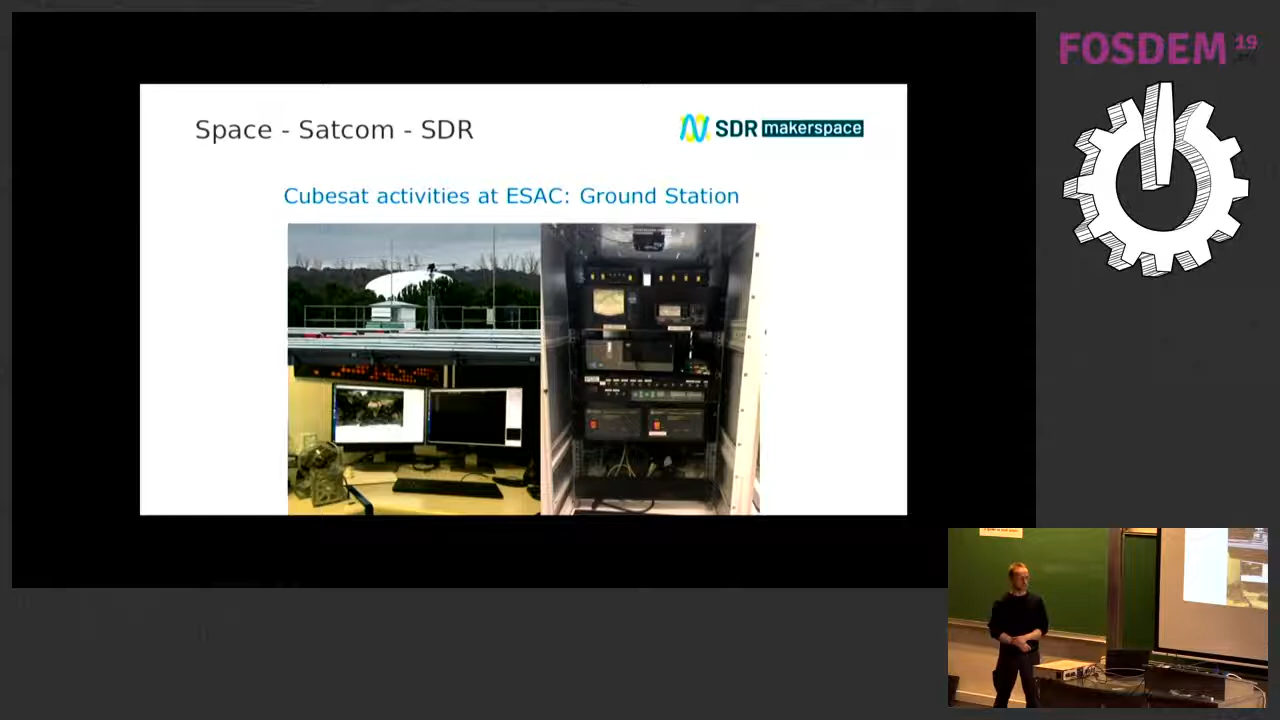 Space - Satcom - SDR
SDR makerspace
Cubesat activities at ESAC: Ground Station
FOSDEM 19